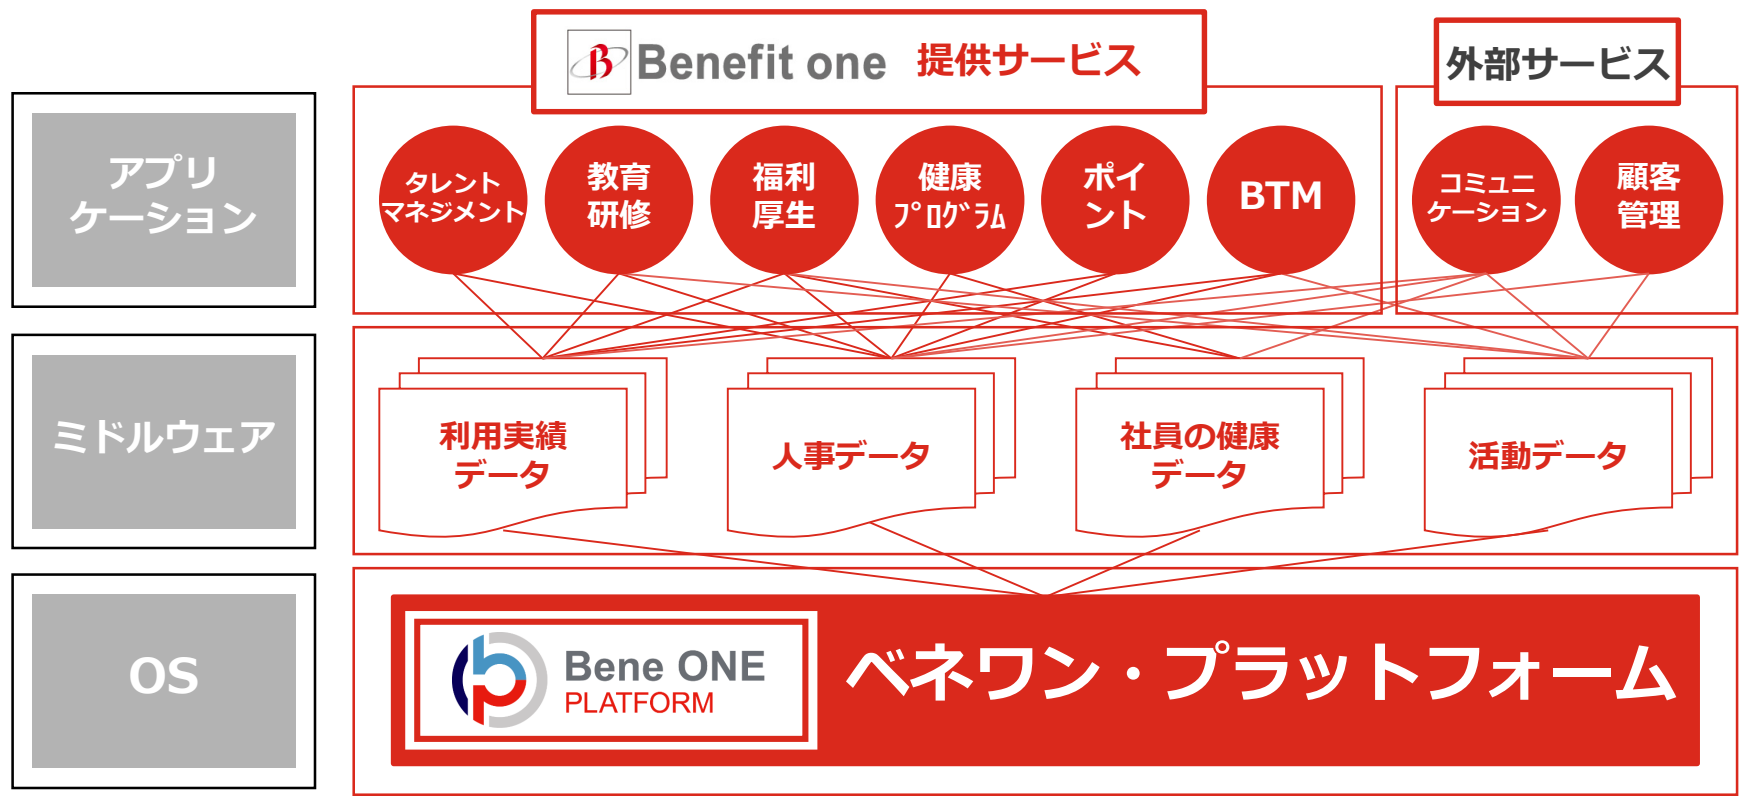 β Benefit one 提供サービス
外部サービス
アプリ
ケーション
タレント
マネジメント
教育
研修
福利
厚生
健康
ﾌﾟﾛｸﾞﾗﾑ
ポイ
ント
BTM
コミュニ
ケーション
顧客
管理
ミドルウェア
利用実績
データ
人事データ
社員の健康
データ
活動データ
OS
Bene ONE
PLATFORM
ベネワン・プラットフォーム